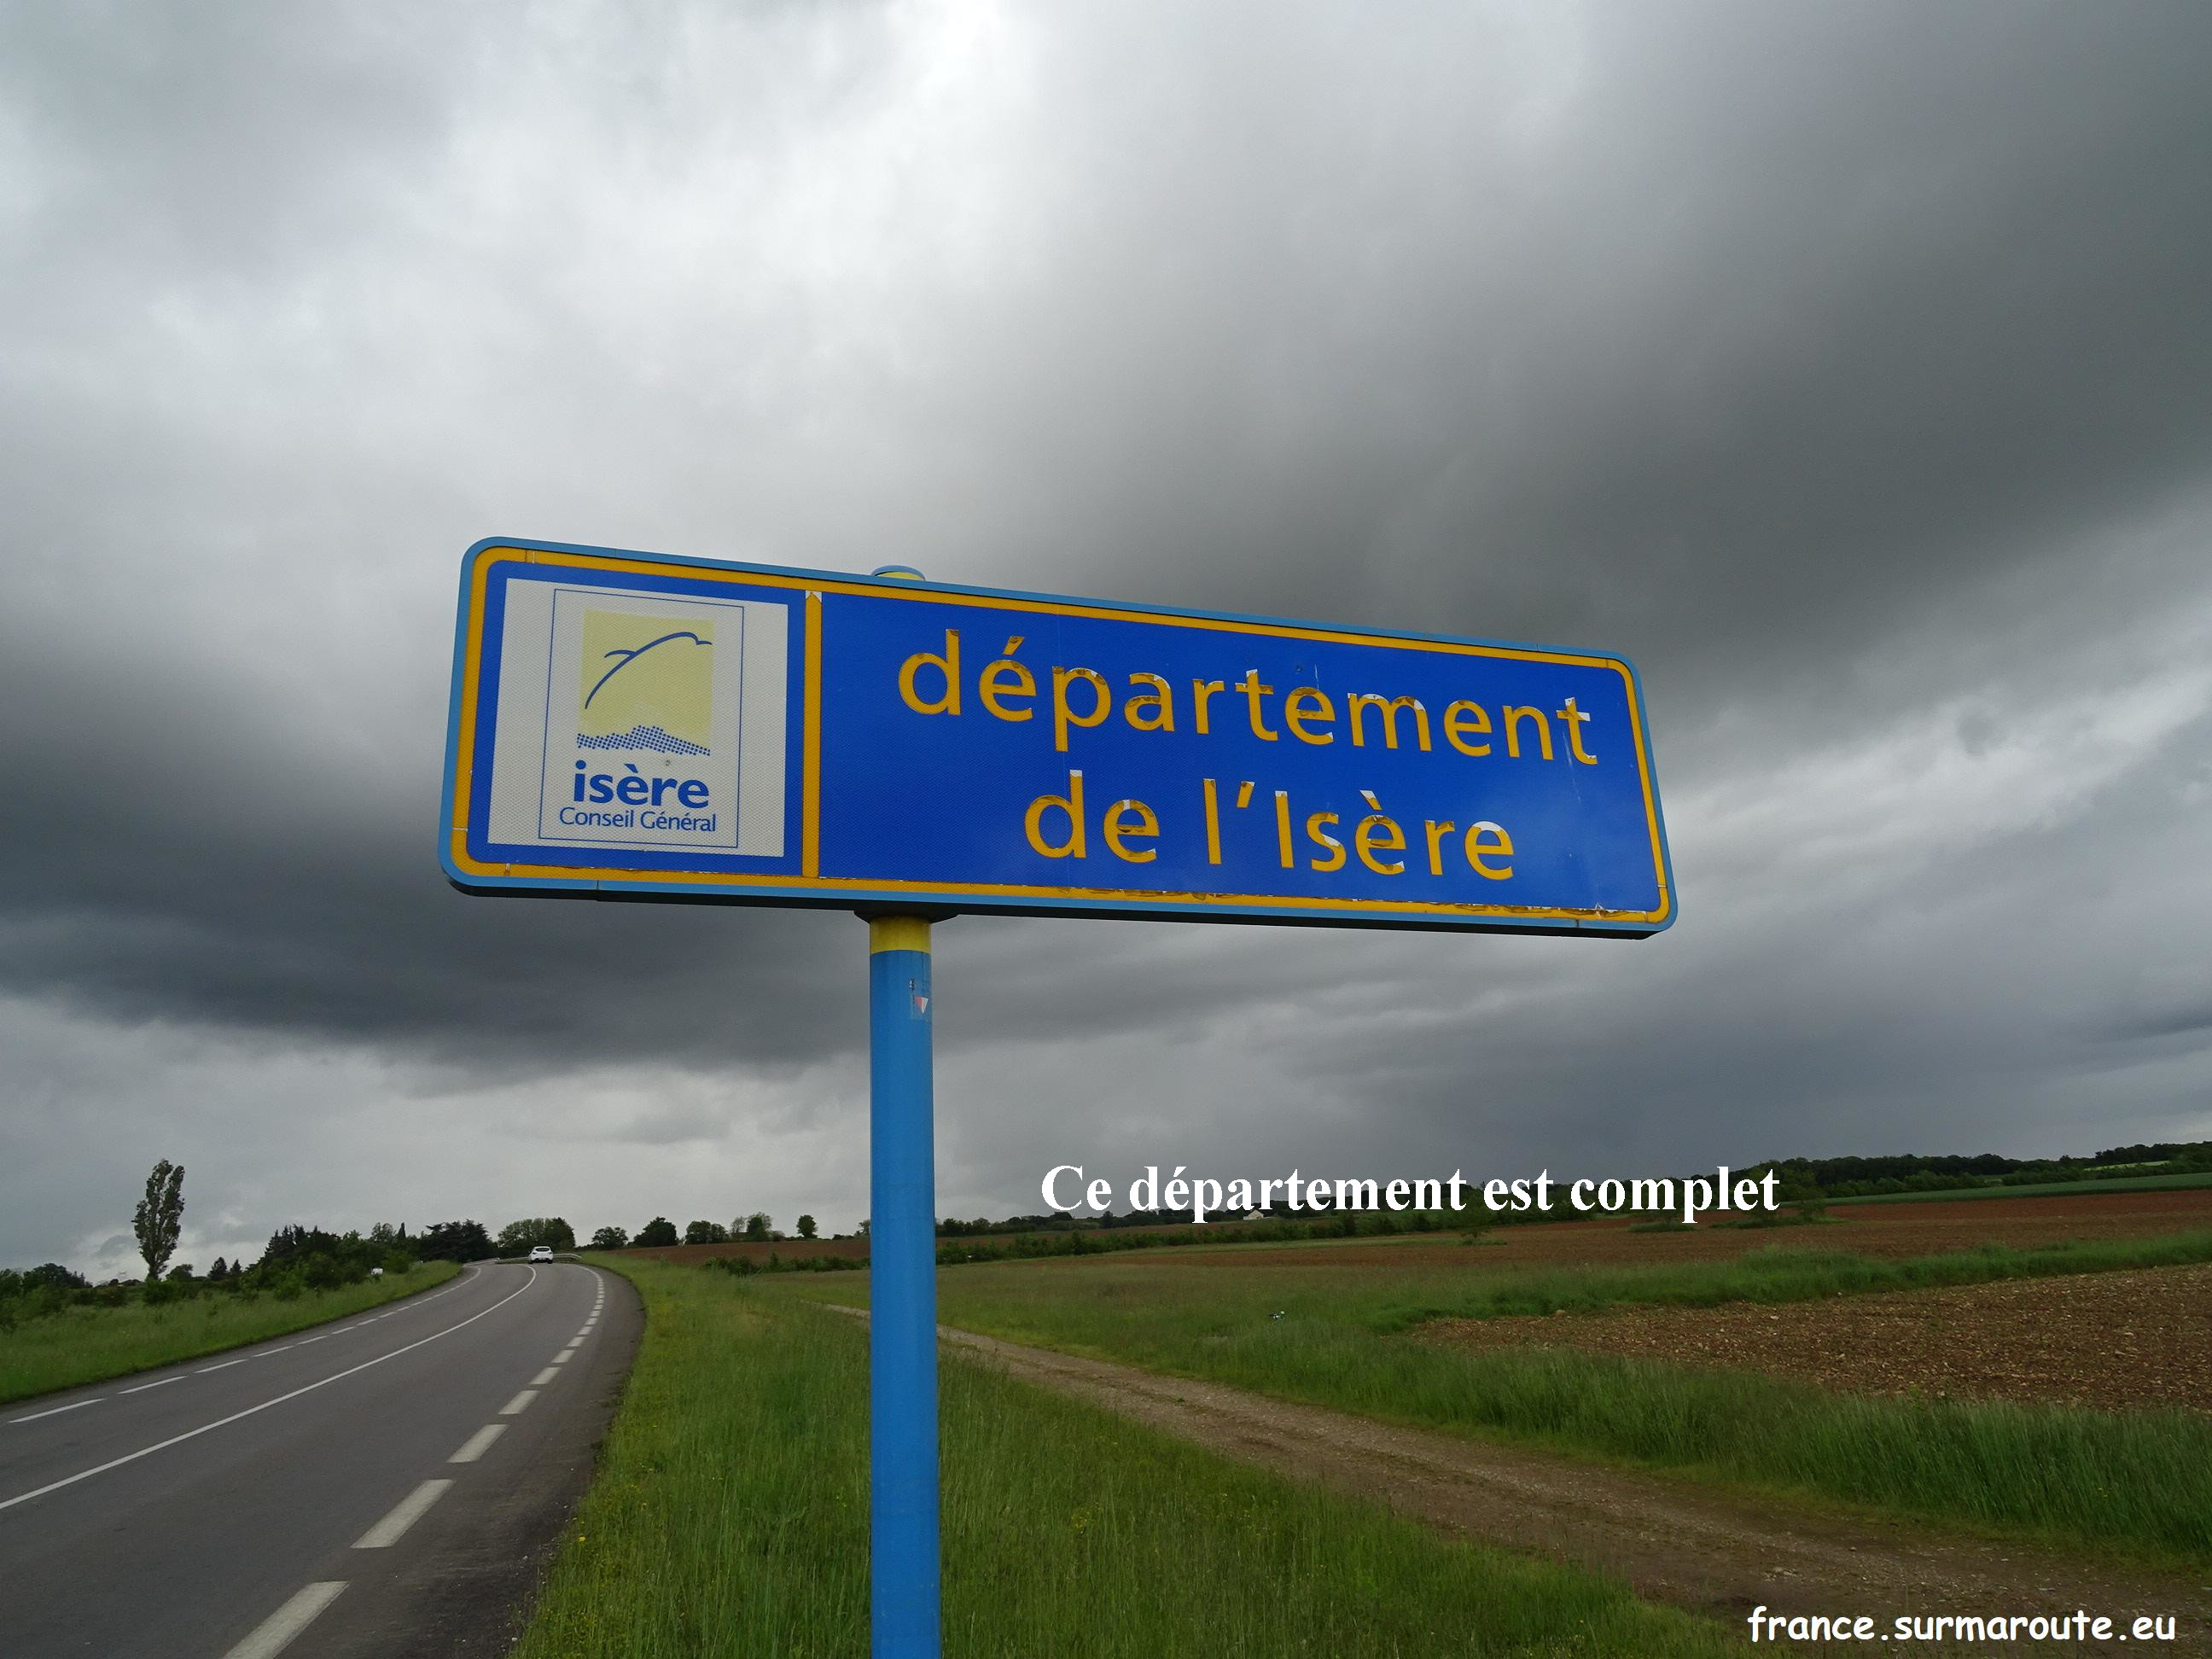 isère
Conseil Général
département
de l'Isère
Ce département est complet
france.surmaroute.eu